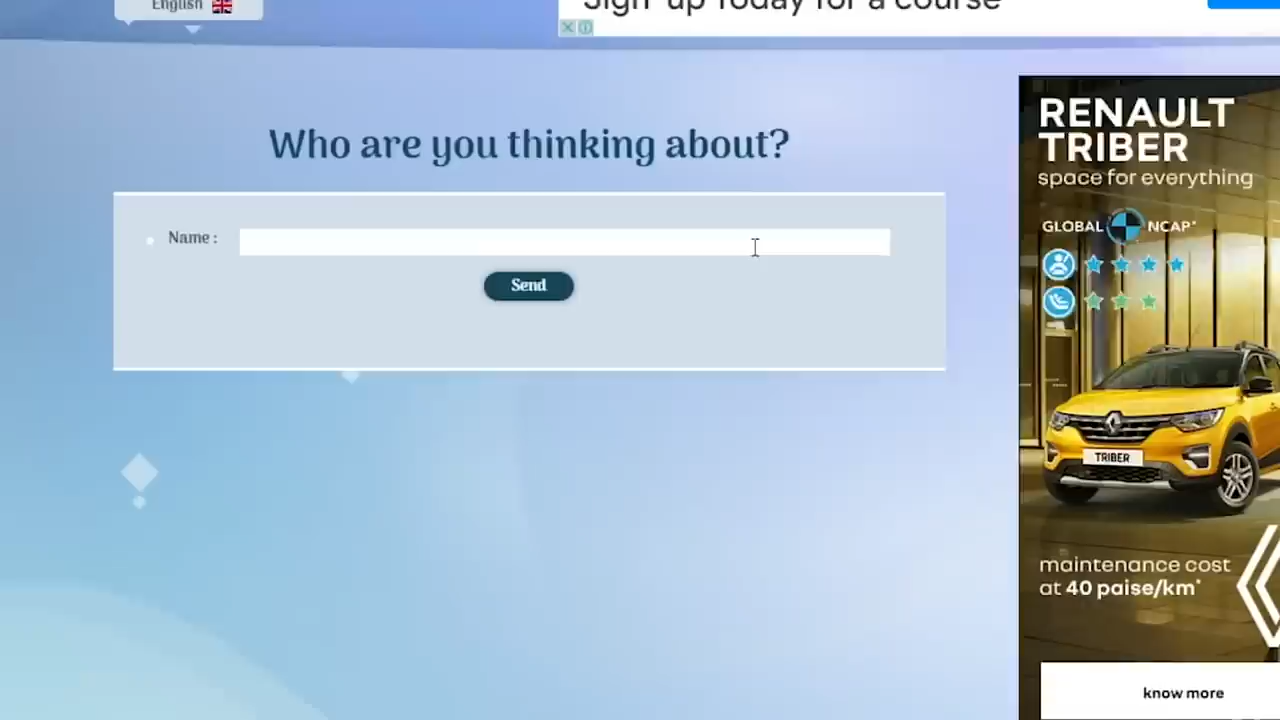 English
Sign up Today for a course
Who are you thinking about?
Name :
Send
RENAULT
TRIBER
space for everything
GLOBAL NCAP*
TRIBER
maintenance cost
at 40 paise/km*
know more